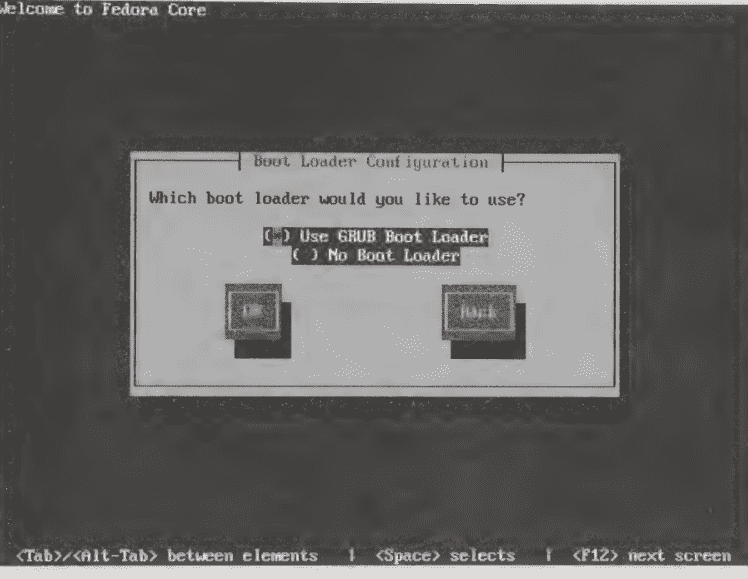 Welcome to Fedora Core
Boot Loader Configuration
Which boot loader would you like to use?
(*) Use GRUB Boot Loader
( ) No Boot Loader
OK
Back
<Tab>/<Alt-Tab> between elements | <Space> selects | <F12> next screen